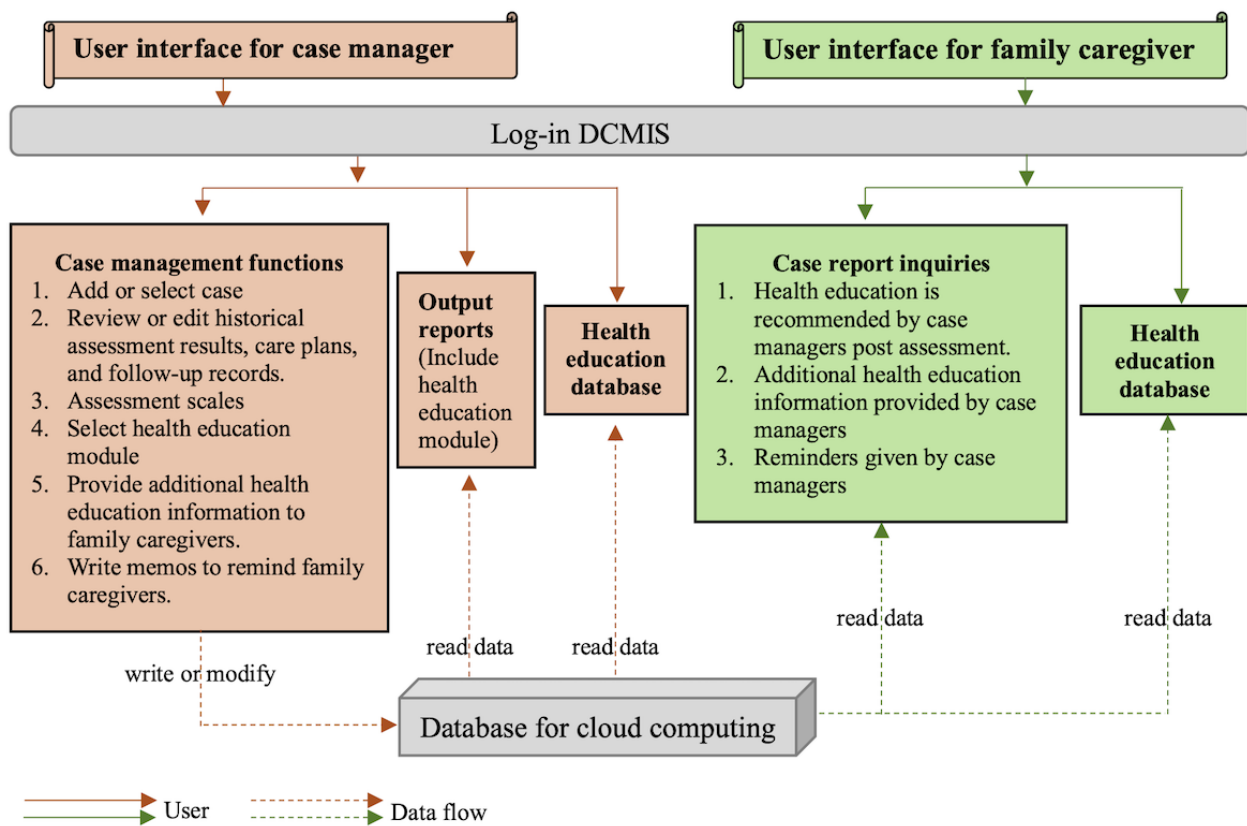 User interface for case manager
User interface for family caregiver
Log-in DCMIS
Case management functions
1. Add or select case
2. Review or edit historical
assessment results, care plans,
and follow-up records.
3. Assessment scales
4. Select health education
module
5. Provide additional health
education information to
family caregivers.
6. Write memos to remind family
caregivers.
Output
reports
(Include
health
education
module)
Health
education
database
Case report inquiries
1. Health education is
recommended by case
managers post assessment.
2. Additional health education
information provided by case
managers
3. Reminders given by case
managers
Health
education
database
write or modify
read data
read data
read data
read data
Database for cloud computing
User
Data flow